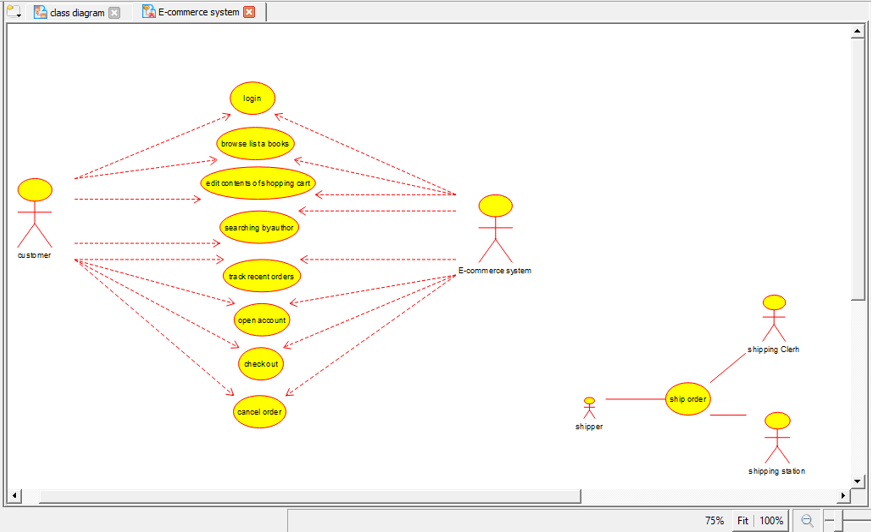 class diagram
E-commerce system
login
browse list a books
edit contents of shopping cart
searching by author
track recent orders
open account
checkout
cancel order
customer
E-commerce system
shipping Clerh
ship order
shipper
shipping station
75%
Fit
100%